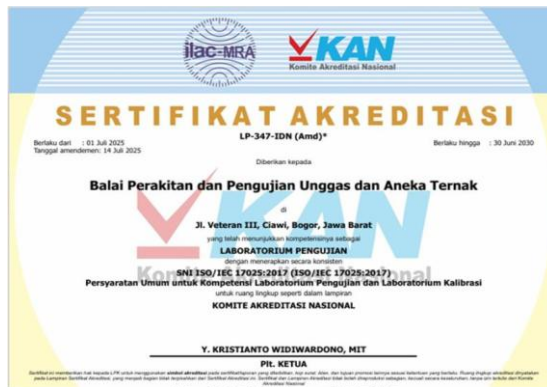 ilac-MRA
KAN
Komite Akreditasi Nasional
SERTIFIKAT AKREDITASI
LP-347-IDN (Amd)*
Berlaku dari : 01 Juli 2025
Tanggal amendemen: 14 Juli 2025
Berlaku hingga : 30 Juni 2030
Diberikan kepada
Balai Perakitan dan Pengujian Unggas dan Aneka Ternak
di
Jl. Veteran III, Ciawi, Bogor, Jawa Barat
yang telah menunjukkan kompetensinya sebagai
LABORATORIUM PENGUJIAN
dengan menerapkan secara konsisten
SNI ISO/IEC 17025:2017 (ISO/IEC 17025:2017)
Persyaratan Umum untuk Kompetensi Laboratorium Pengujian dan Laboratorium Kalibrasi
untuk ruang lingkup seperti dalam lampiran
KOMITE AKREDITASI NASIONAL
KAN
Komite Akreditasi Nasional
Y. KRISTIANTO WIDIWARDONO, MIT
Plt. KETUA